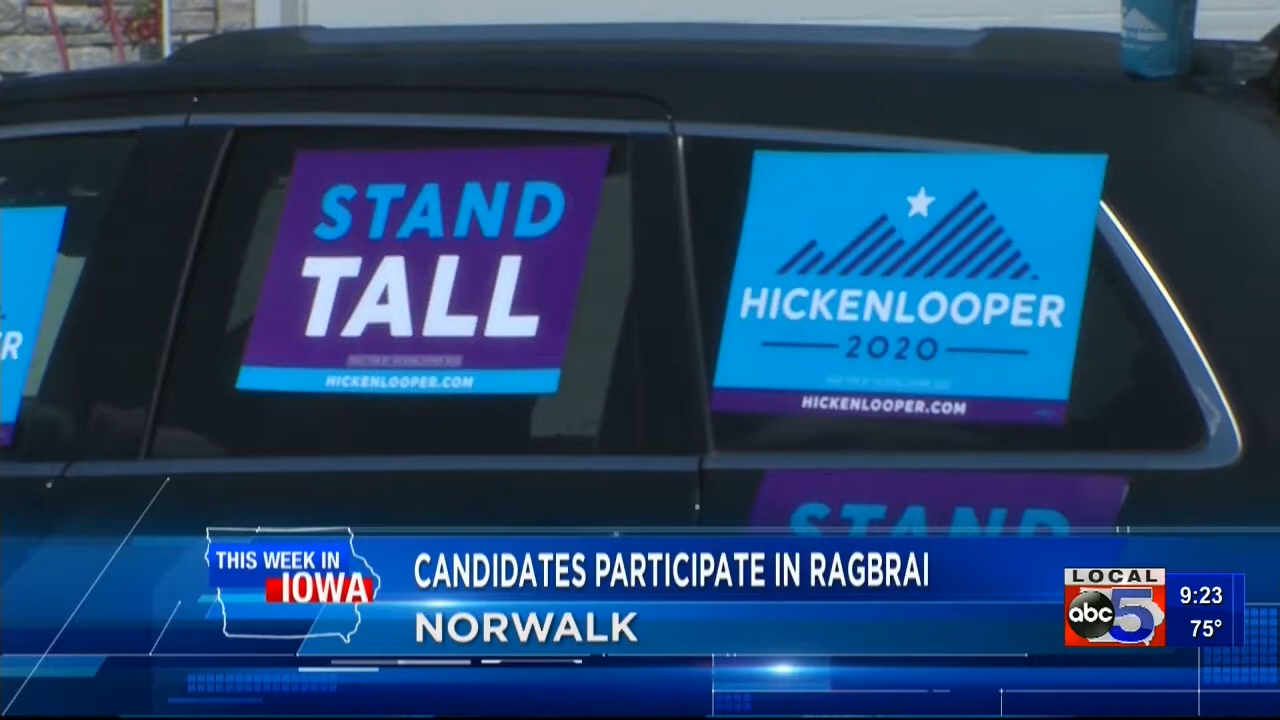 STAND
TALL
HICKENLOOPER.COM
HICKENLOOPER
2020
HICKENLOOPER.COM
R
STAND
THIS WEEK IN
IOWA
CANDIDATES PARTICIPATE IN RAGBRAI
NORWALK
LOCAL
abc 5
9:23
75°